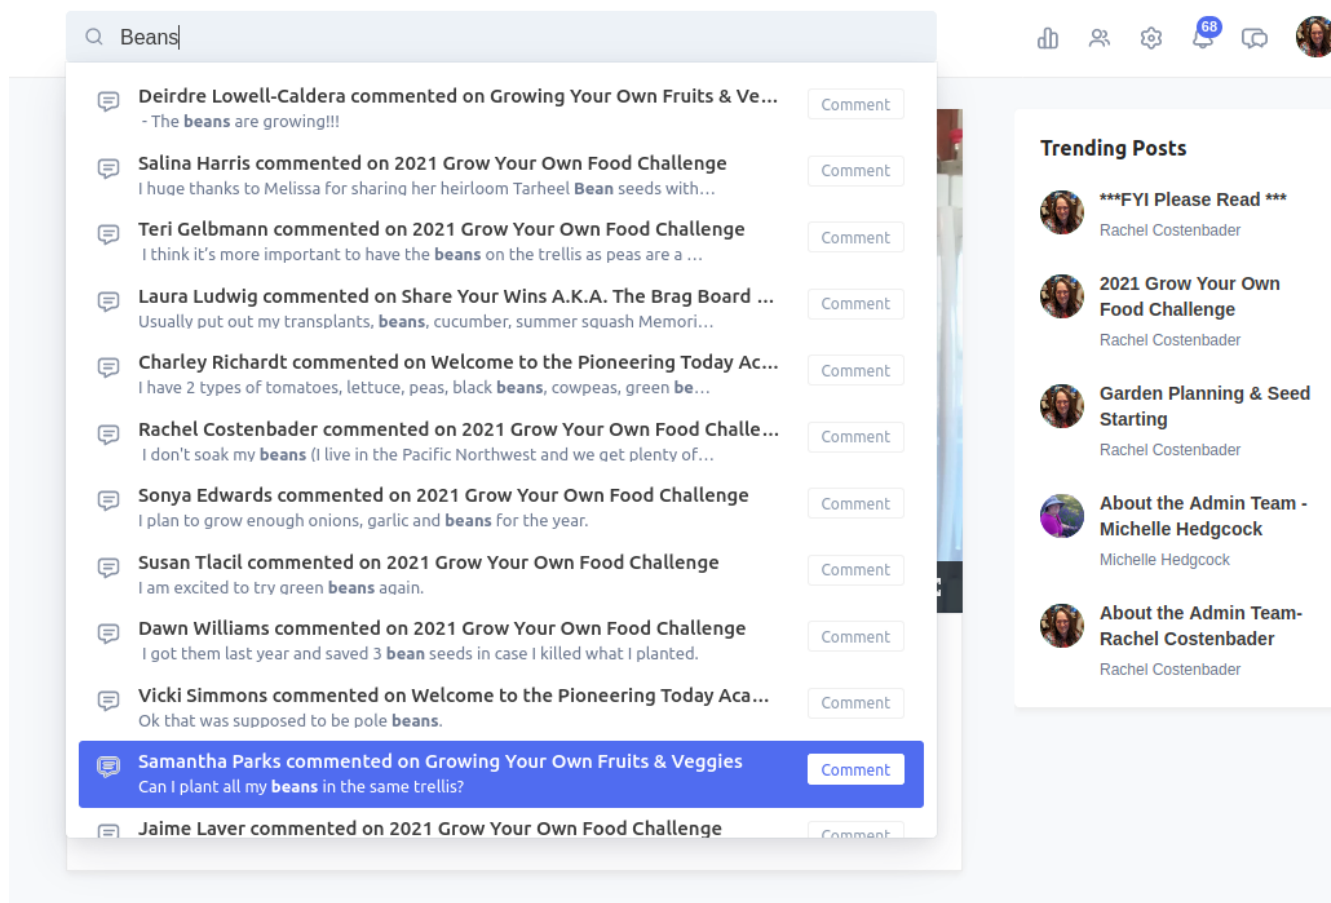 Beans
68
Deirdre Lowell-Caldera commented on Growing Your Own Fruits & Ve...
Comment
- The beans are growing!!!
Salina Harris commented on 2021 Grow Your Own Food Challenge
Comment
I huge thanks to Melissa for sharing her heirloom Tarheel Bean seeds with...
Teri Gelbmann commented on 2021 Grow Your Own Food Challenge
Comment
I think it's more important to have the beans on the trellis as peas are a ...
Laura Ludwig commented on Share Your Wins A.K.A. The Brag Board ...
Comment
Usually put out my transplants, beans, cucumber, summer squash Memori...
Charley Richardt commented on Welcome to the Pioneering Today Ac...
Comment
I have 2 types of tomatoes, lettuce, peas, black beans, cowpeas, green be...
Rachel Costenbader commented on 2021 Grow Your Own Food Challe...
Comment
I don't soak my beans (I live in the Pacific Northwest and we get plenty of...
Sonya Edwards commented on 2021 Grow Your Own Food Challenge
Comment
I plan to grow enough onions, garlic and beans for the year.
Susan Tlacil commented on 2021 Grow Your Own Food Challenge
Comment
I am excited to try green beans again.
Dawn Williams commented on 2021 Grow Your Own Food Challenge
Comment
I got them last year and saved 3 bean seeds in case I killed what I planted.
Vicki Simmons commented on Welcome to the Pioneering Today Aca...
Comment
Ok that was supposed to be pole beans.
Samantha Parks commented on Growing Your Own Fruits & Veggies
Comment
Can I plant all my beans in the same trellis?
Jaime Laver commented on 2021 Grow Your Own Food Challenge
Comment
Trending Posts
***FYI Please Read ***
Rachel Costenbader
2021 Grow Your Own
Food Challenge
Rachel Costenbader
Garden Planning & Seed
Starting
Rachel Costenbader
About the Admin Team -
Michelle Hedgcock
Michelle Hedgcock
About the Admin Team-
Rachel Costenbader
Rachel Costenbader